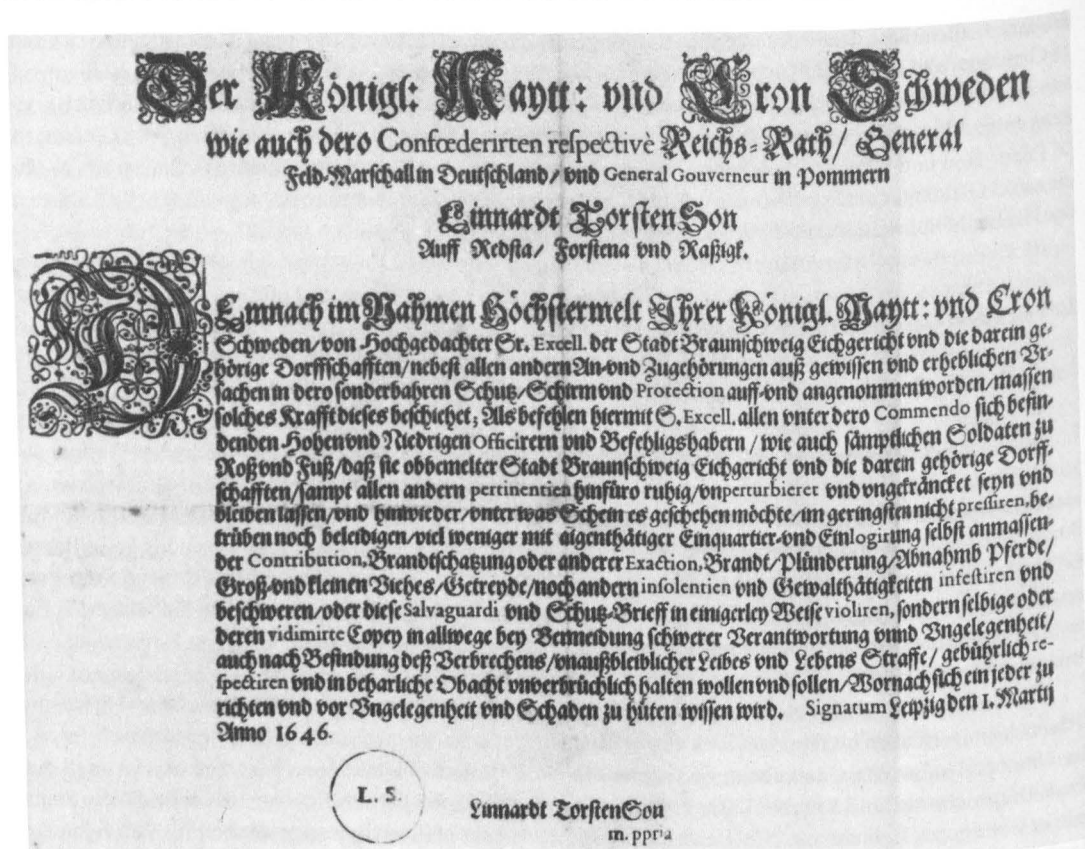 Der Königl: Maytt: vnd Cron Schweden
wie auch dero Confœderirten respectivè Reichs-Rath/ General
Feld-Marschall in Deutschland/ vnd General Gouverneur in Pommern
Linnardt TorstenSon
Auff Redsta/ Forstena vnd Raßigk.
DEmnach im Nahmen Höchstermelt Ihrer Königl. Maytt: vnd Cron
Schweden/von Hochgedachter Sr. Excell. der Stadt Braunschweig Eichgericht vnd die darein ge-
hörige Dorffschafften/nebest allen andern An-vnd Zugehörungen auß gewissen vnd erheblichen Vr-
sachen in dero sonderbahren Schutz/Schirm vnd Protection auff-vnd angenommen worden/massen
solches Krafft dieses beschiehet; Als befehlen hiermit S. Excell. allen vnter dero Commendo sich befin-
denden Hohen vnd Niedrigen Officirern vnd Befehligshabern / wie auch sämptlichen Soldaten zu
Roß vnd Fuß/daß sie obbemelter Stadt Braunschweig Eichgericht vnd die darein gehörige Dorff-
schafften/sampt allen andern pertinentien hinfüro ruhig/vnperturbieret vnd vngekräncket seyn vnd
bleiben lassen/vnd hinwieder/vnter was Schein es geschehen möchte/im geringsten nicht pressiren, be-
trüben noch beleidigen/viel weniger mit aigenthätiger Einquartier-vnd Einlogirung selbst anmassen-
der Contribution, Brandtschatzung oder anderer Exaction, Brandt/ Plünderung/Abnahmb Pferde/
Groß-vnd kleinen Viehes/Getreyde/noch andern insolentien vnd Gewalthätigkeiten infestiren vnd
beschweren/oder diese Salvaguardi vnd Schutz-Brieff in einigerley Weise violiren, sondern selbige oder
deren vidimirte Copey in allwege bey Vermeidung schwerer Verantwortung vnnd Vngelegenheit/
auch nach Befindung deß Verbrechens/vnaußbleiblicher Leibes vnd Lebens Straffe/ gebührlich re-
spectiren vnd in beharliche Obacht vnverbrüchlich halten wollen vnd sollen/Wornach sich ein jeder zu
richten vnd vor Vngelegenheit vnd Schaden zu hüten wissen wird. Signatum Leipzig den 1. Martij
Anno 1646.
L. S.
Linnardt TorstenSon
m. ppria